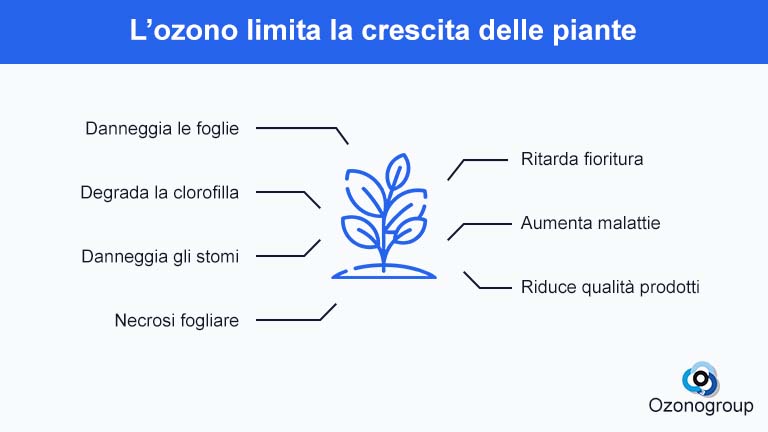 L’ozono limita la crescita delle piante
Danneggia le foglie
Degrada la clorofilla
Danneggia gli stomi
Necrosi fogliare
Ritarda fioritura
Aumenta malattie
Riduce qualità prodotti
Ozonogroup